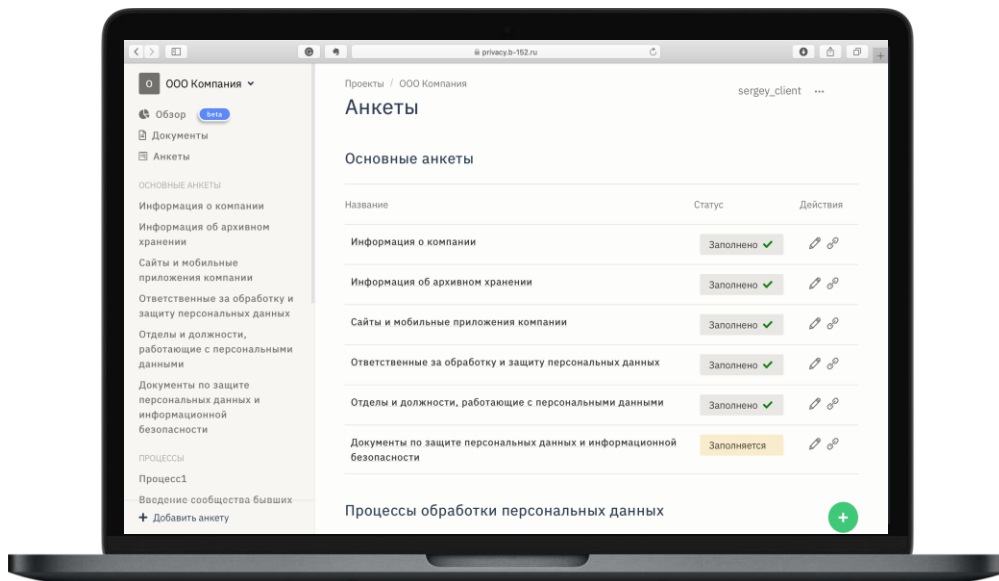 privacy.b-152.ru
О ООО Компания
Обзор beta
Документы
Анкеты
ОСНОВНЫЕ АНКЕТЫ
Информация о компании
Информация об архивном
хранении
Сайты и мобильные
приложения компании
Ответственные за обработку и
защиту персональных данных
Отделы и должности,
работающие с персональными
данными
Документы по защите
персональных данных и
информационной
безопасности
ПРОЦЕССЫ
Процесс1
Введение сообщества бывших
+ Добавить анкету
Проекты / ООО Компания
sergey_client ...
Анкеты
Основные анкеты
Название Статус Действия
Информация о компании Заполнено
Информация об архивном хранении Заполнено
Сайты и мобильные приложения компании Заполнено
Ответственные за обработку и защиту персональных данных Заполнено
Отделы и должности, работающие с персональными данными Заполнено
Документы по защите персональных данных и информационной Заполняется
безопасности
Процессы обработки персональных данных
+